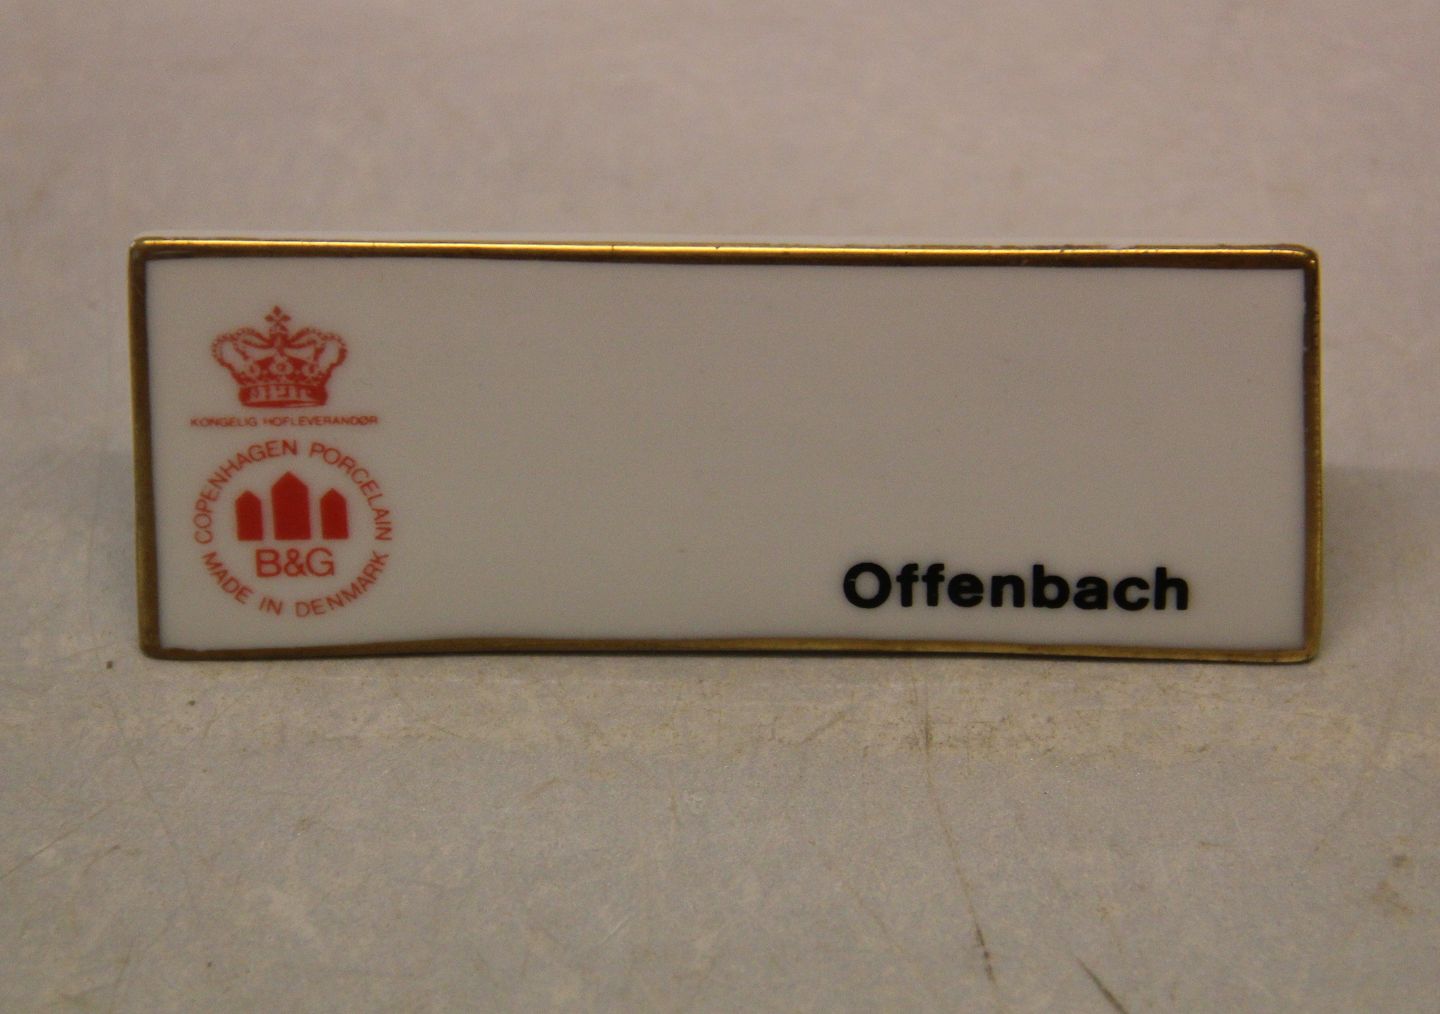 KONGELIG HOFLEVERANDØR
COPENHAGEN PORCELAIN
B&G
MADE IN DENMARK
Offenbach